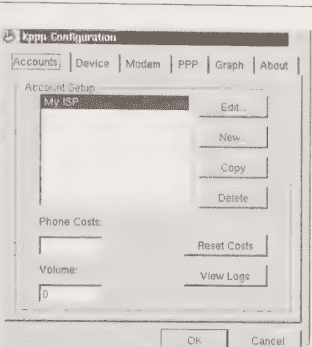 Kppp Configuration
Accounts Device Modem PPP Graph About
Account Setup
My ISP
Edit...
New...
Copy
Delete
Phone Costs:
Reset Costs
Volume:
View Logs
0
OK Cancel